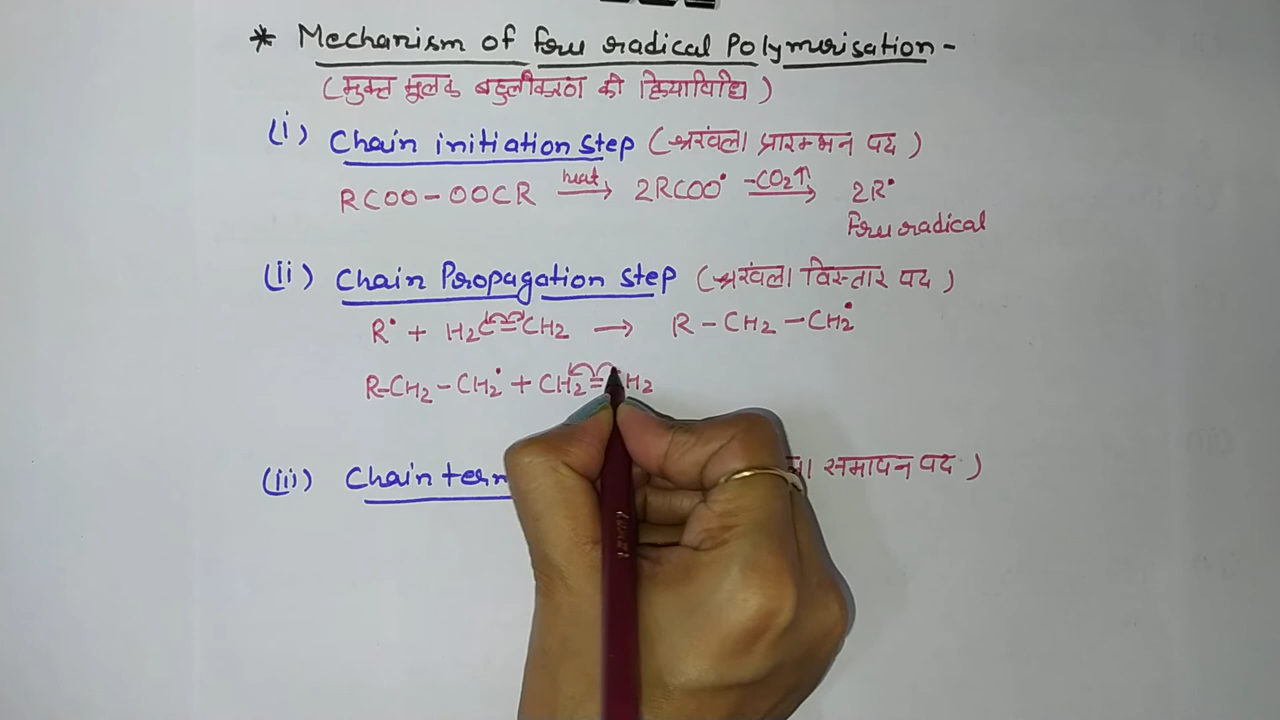 * Mechanism of free radical Polymerisation -
(मुक्त मूलक बहुलीकरण की क्रियाविधि)
(i) Chain initiation step (श्रृंखला प्रारम्भन पद)
RCOO - OOCR heat → 2RCOO• -CO2↑ → 2R•
Free radical
(ii) Chain Propagation step (श्रृंखला विस्तार पद)
R• + H2C=CH2 → R - CH2 - CH2•
R-CH2 - CH2• + CH2 = CH2
(iii) Chain समापन पद)